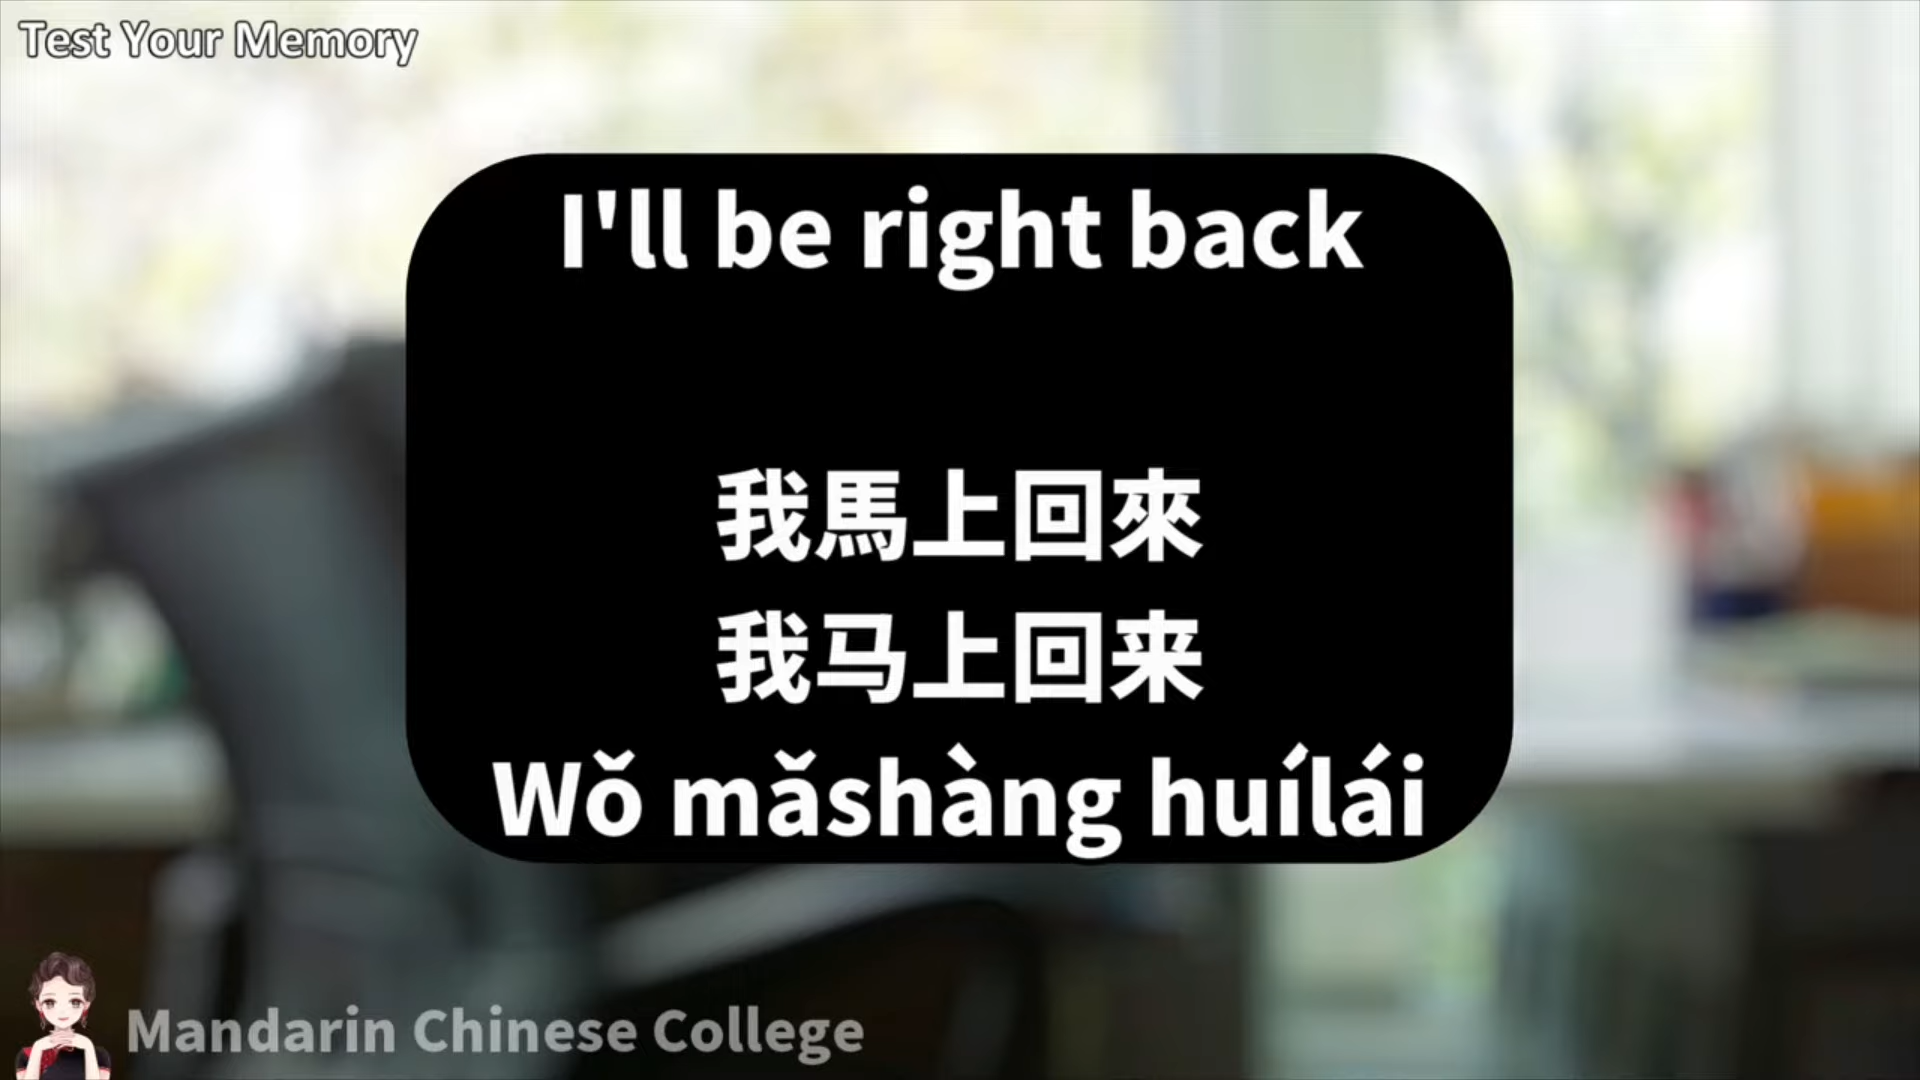 Test Your Memory
I'll be right back
我馬上回來
我马上回来
Wǒ mǎshàng huílái
Mandarin Chinese College